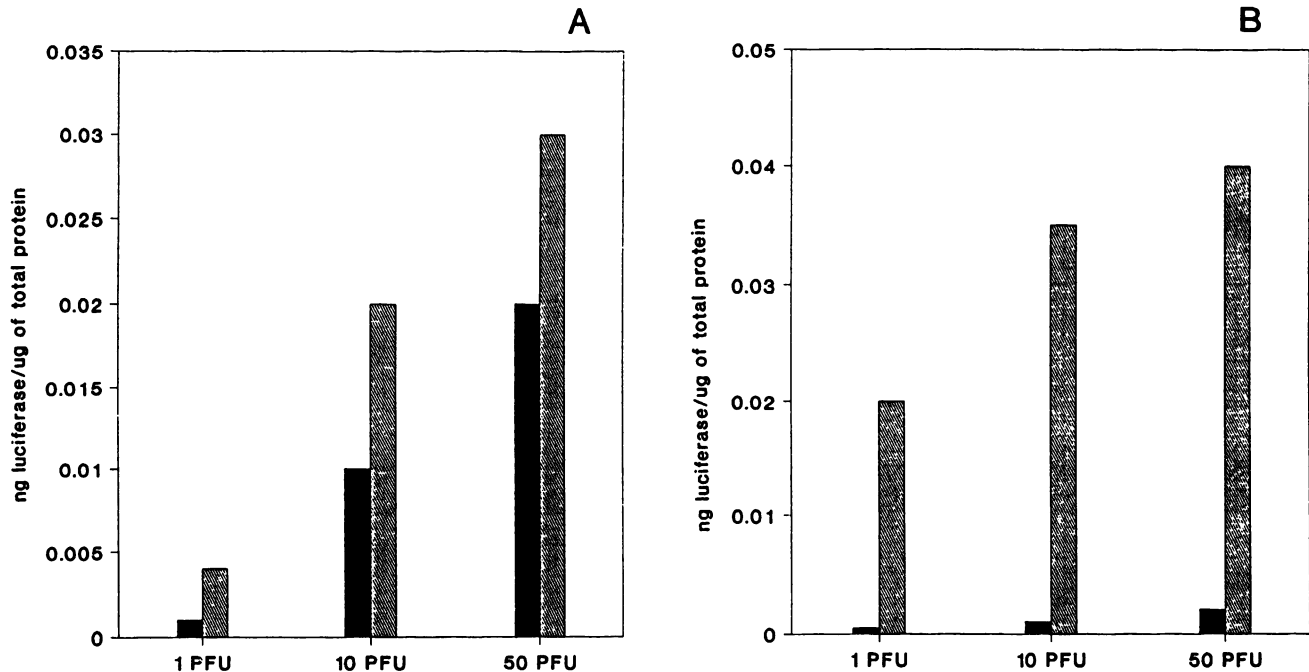 A
ng luciferase/ug of total protein
0.035
0.03
0.025
0.02
0.015
0.01
0.005
0
1 PFU
10 PFU
50 PFU
B
ng luciferase/ug of total protein
0.05
0.04
0.03
0.02
0.01
0
1 PFU
10 PFU
50 PFU